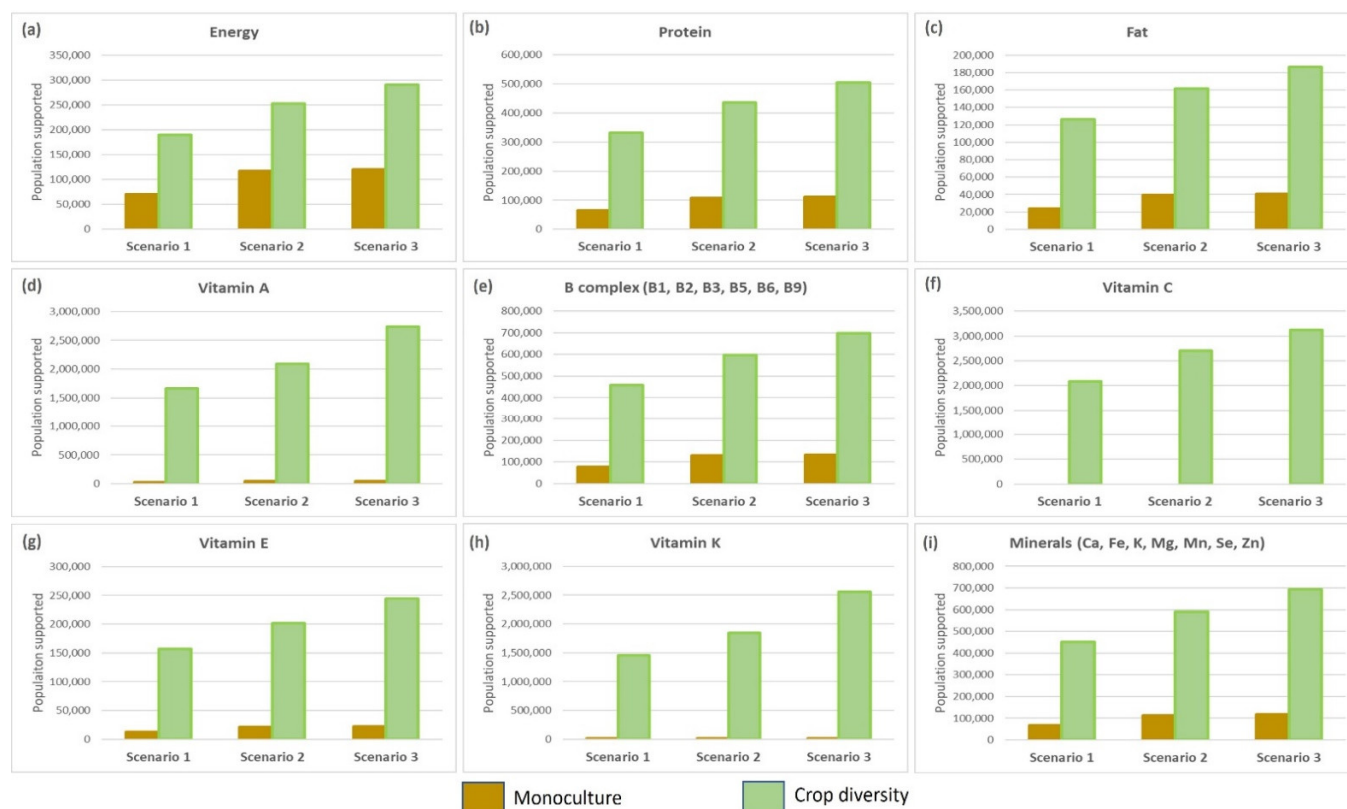 (a) Energy
Population supported
350,000
300,000
250,000
200,000
150,000
100,000
50,000
0
Scenario 1 Scenario 2 Scenario 3
(b) Protein
Population supported
600,000
500,000
400,000
300,000
200,000
100,000
0
Scenario 1 Scenario 2 Scenario 3
(c) Fat
Population supported
200,000
180,000
160,000
140,000
120,000
100,000
80,000
60,000
40,000
20,000
0
Scenario 1 Scenario 2 Scenario 3
(d) Vitamin A
Population supported
3,000,000
2,500,000
2,000,000
1,500,000
1,000,000
500,000
0
Scenario 1 Scenario 2 Scenario 3
(e) B complex (B1, B2, B3, B5, B6, B9)
Population supported
800,000
700,000
600,000
500,000
400,000
300,000
200,000
100,000
0
Scenario 1 Scenario 2 Scenario 3
(f) Vitamin C
Population supported
3,500,000
3,000,000
2,500,000
2,000,000
1,500,000
1,000,000
500,000
0
Scenario 1 Scenario 2 Scenario 3
(g) Vitamin E
Populaiton supported
300,000
250,000
200,000
150,000
100,000
50,000
0
Scenario 1 Scenario 2 Scenario 3
(h) Vitamin K
Population supported
3,000,000
2,500,000
2,000,000
1,500,000
1,000,000
500,000
0
Scenario 1 Scenario 2 Scenario 3
(i) Minerals (Ca, Fe, K, Mg, Mn, Se, Zn)
Population supported
800,000
700,000
600,000
500,000
400,000
300,000
200,000
100,000
0
Scenario 1 Scenario 2 Scenario 3
Monoculture Crop diversity